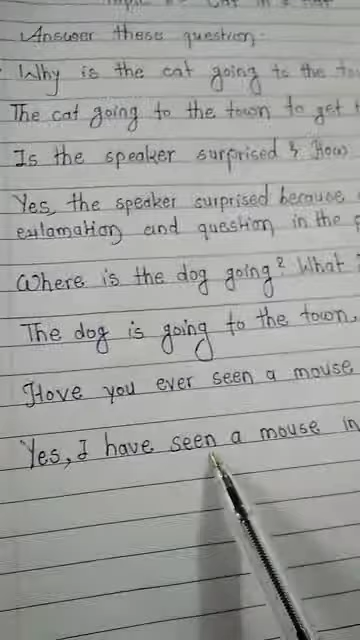 Answer these question:
Why is the cat going to the
The cat going to the town to get
Is the speaker surprised & How
Yes, the speaker surprised because
exlamation and question in the
Where is the dog going? What
The dog is going to the town,
Have you ever seen a mouse
Yes, I have seen a mouse in